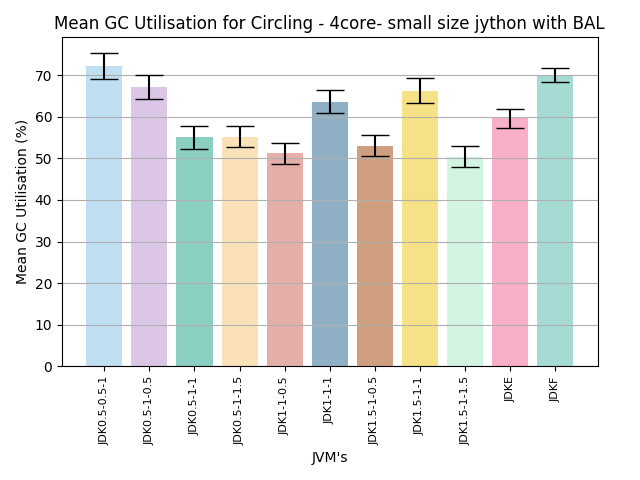 Mean GC Utilisation for Circling - 4core- small size jython with BAL
Mean GC Utilisation (%)
70
60
50
40
30
20
10
0
JDK0.5-0.5-1
JDK0.5-1-0.5
JDK0.5-1-1
JDK0.5-1-1.5
JDK1-1-0.5
JDK1-1-1
JDK1.5-1-0.5
JDK1.5-1-1
JDK1.5-1-1.5
JDKE
JDKF
JVM's